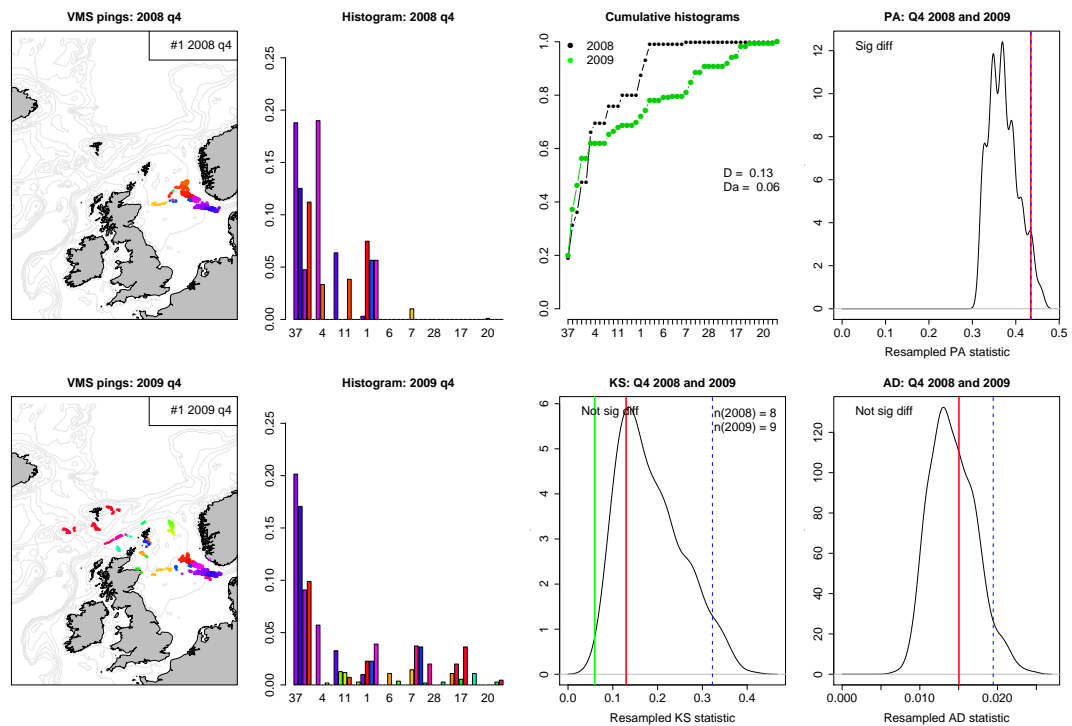 VMS pings: 2008 q4
#1 2008 q4
Histogram: 2008 q4
0.00 0.05 0.10 0.15 0.20 0.25
37 4 11 1 6 7 28 17 20
Cumulative histograms
2008
2009
D = 0.13
Da = 0.06
0.0 0.2 0.4 0.6 0.8 1.0
37 4 11 1 6 7 28 17 20
PA: Q4 2008 and 2009
Sig diff
0 2 4 6 8 10 12
0.0 0.1 0.2 0.3 0.4 0.5
Resampled PA statistic
VMS pings: 2009 q4
#1 2009 q4
Histogram: 2009 q4
0.00 0.05 0.10 0.15 0.20 0.25
37 4 11 1 6 7 28 17 20
KS: Q4 2008 and 2009
Not sig diff
n(2008) = 8
n(2009) = 9
0 1 2 3 4 5 6
0.0 0.1 0.2 0.3 0.4
Resampled KS statistic
AD: Q4 2008 and 2009
Not sig diff
0 20 40 60 80 100 120
0.000 0.010 0.020
Resampled AD statistic